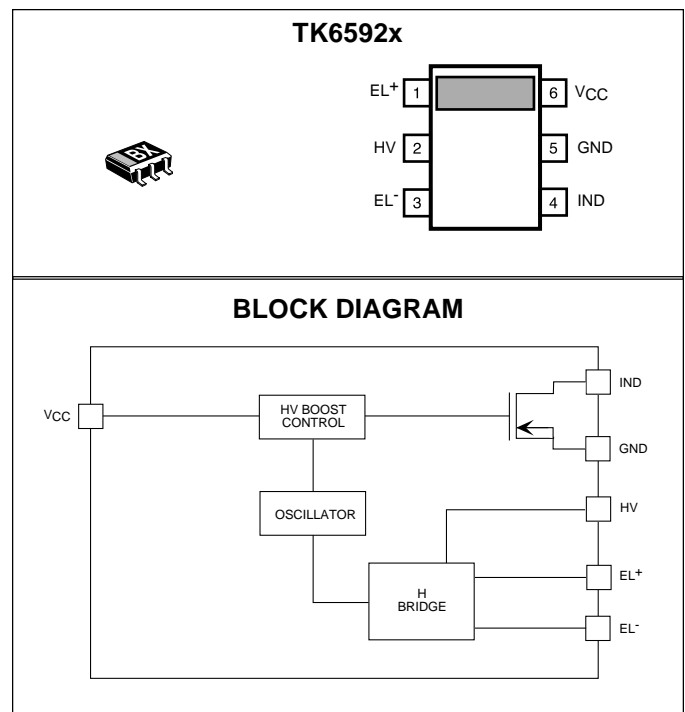 TK6592x
EL+ 1
6 VCC
HV 2
5 GND
EL- 3
4 IND
BX
BLOCK DIAGRAM
VCC
HV BOOST
CONTROL
IND
GND
OSCILLATOR
HV
H
BRIDGE
EL+
EL-